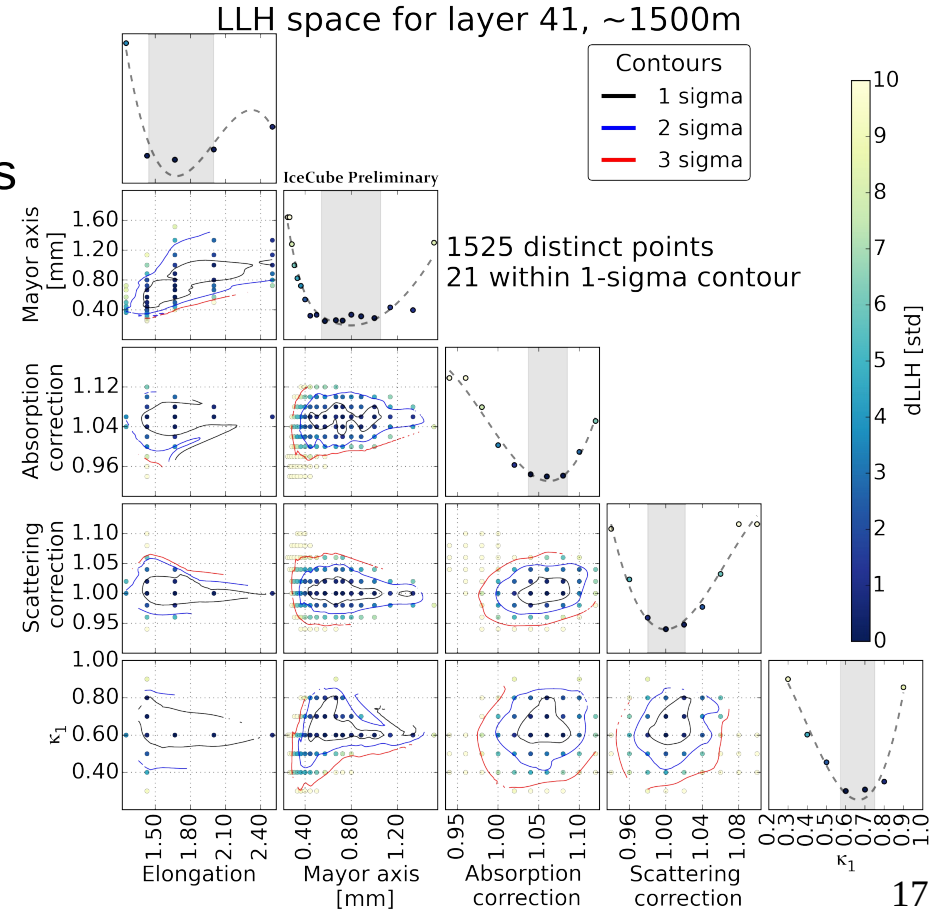 LLH space for layer 41, ~1500m
s
Contours
1 sigma
2 sigma
3 sigma
IceCube Preliminary
1525 distinct points
21 within 1-sigma contour
10
9
8
7
6
5
4
3
2
1
0
dLLH [std]
Mayor axis
[mm]
1.60
1.20
0.80
0.40
Absorption
correction
1.12
1.04
0.96
Scattering
correction
1.10
1.05
1.00
0.95
κ1
1.00
0.80
0.60
0.40
1.50 1.80 2.10 2.40
0.40 0.80 1.20
0.95 1.00 1.05 1.10
0.96 1.00 1.04 1.08
0.2 0.3 0.4 0.5 0.6 0.7 0.8 0.9 1.0
Elongation
Mayor axis
[mm]
Absorption
correction
Scattering
correction
κ1
17